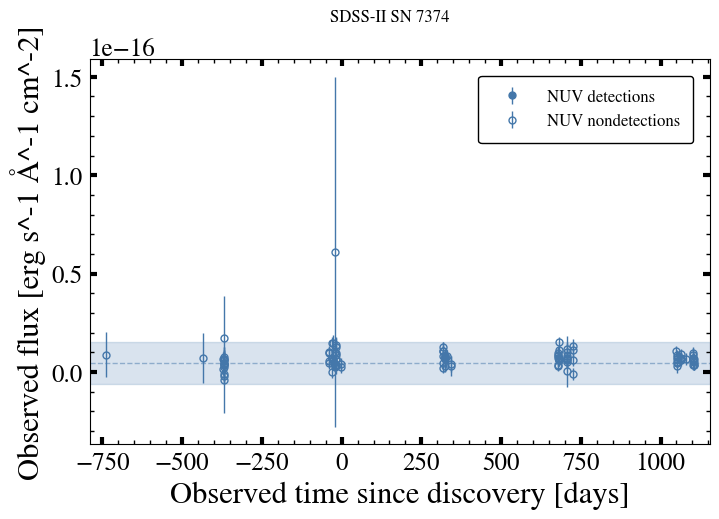 SDSS-II SN 7374
1e−16
NUV detections
NUV nondetections
1.5
1.0
0.5
0.0
Observed flux [erg s^-1 Å^-1 cm^-2]
−750 −500 −250 0 250 500 750 1000
Observed time since discovery [days]